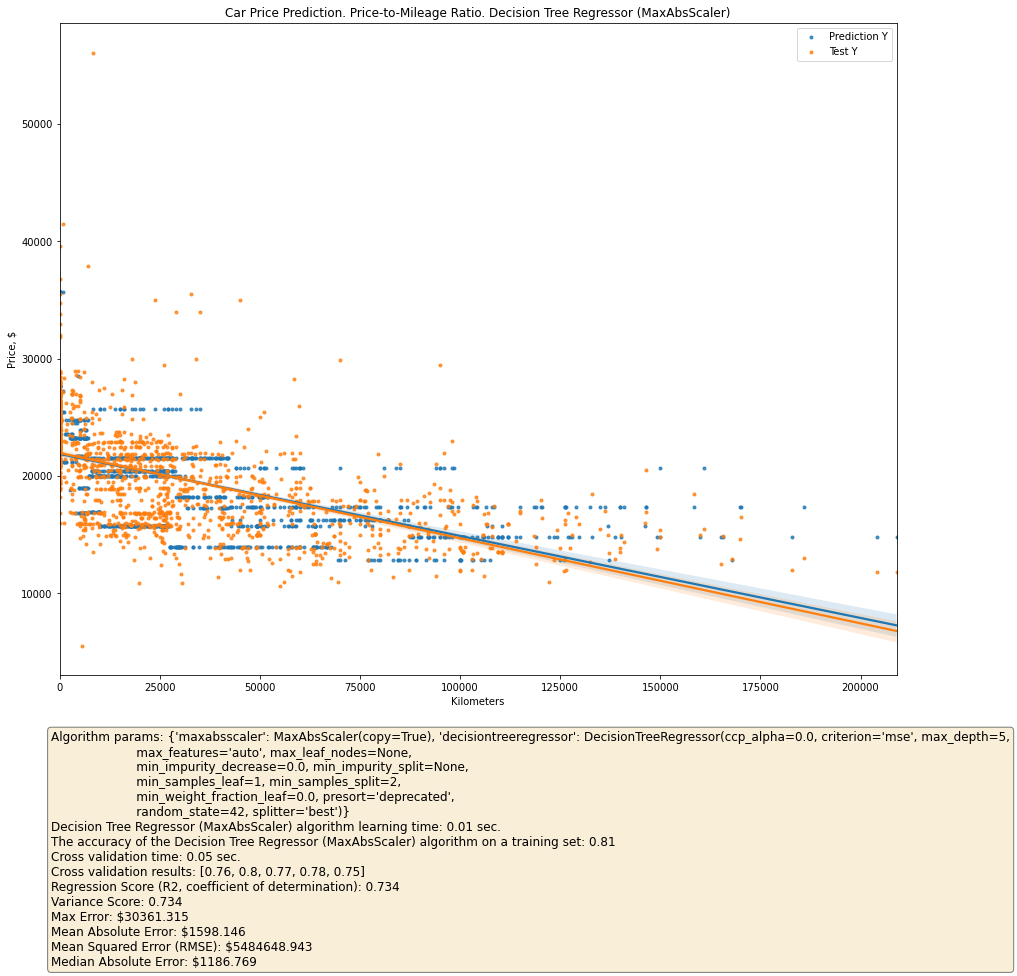 Car Price Prediction. Price-to-Mileage Ratio. Decision Tree Regressor (MaxAbsScaler)
Prediction Y
Test Y
50000
40000
30000
20000
10000
Price, $
0 25000 50000 75000 100000 125000 150000 175000 200000
Kilometers
Algorithm params: {'maxabsscaler': MaxAbsScaler(copy=True), 'decisiontreeregressor': DecisionTreeRegressor(ccp_alpha=0.0, criterion='mse', max_depth=5,
max_features='auto', max_leaf_nodes=None,
min_impurity_decrease=0.0, min_impurity_split=None,
min_samples_leaf=1, min_samples_split=2,
min_weight_fraction_leaf=0.0, presort='deprecated',
random_state=42, splitter='best')}
Decision Tree Regressor (MaxAbsScaler) algorithm learning time: 0.01 sec.
The accuracy of the Decision Tree Regressor (MaxAbsScaler) algorithm on a training set: 0.81
Cross validation time: 0.05 sec.
Cross validation results: [0.76, 0.8, 0.77, 0.78, 0.75]
Regression Score (R2, coefficient of determination): 0.734
Variance Score: 0.734
Max Error: $30361.315
Mean Absolute Error: $1598.146
Mean Squared Error (RMSE): $5484648.943
Median Absolute Error: $1186.769